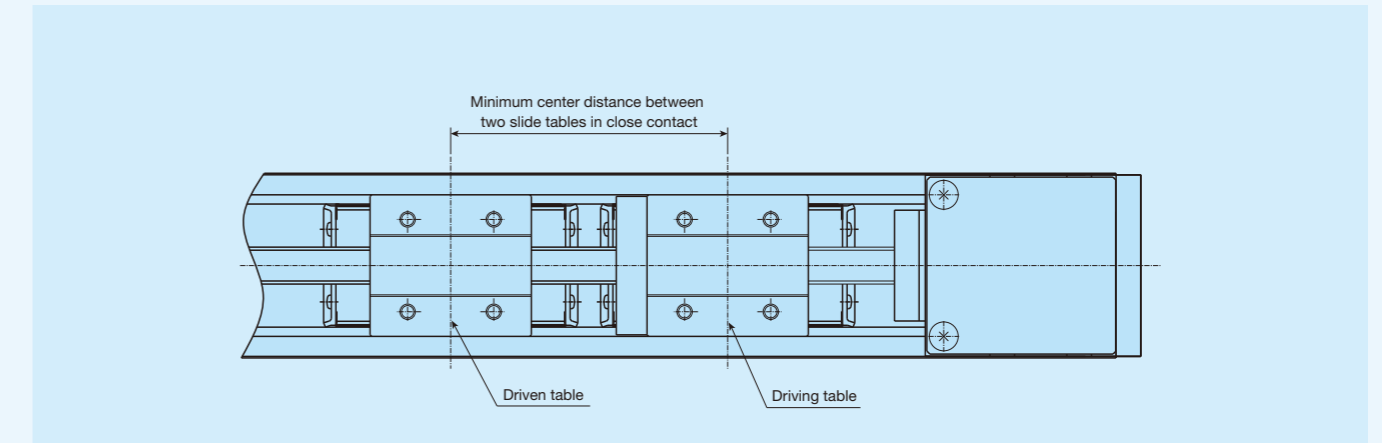 Minimum center distance between
two slide tables in close contact
Driven table
Driving table